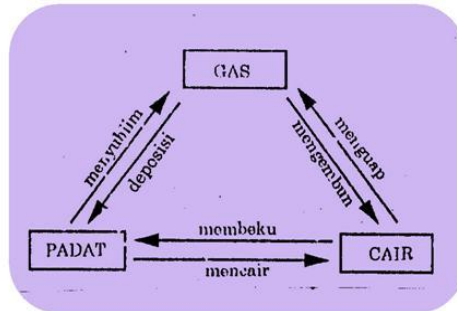 GAS
menyublim
deposisi
mengembun
menguap
membeku
PADAT
CAIR
mencair